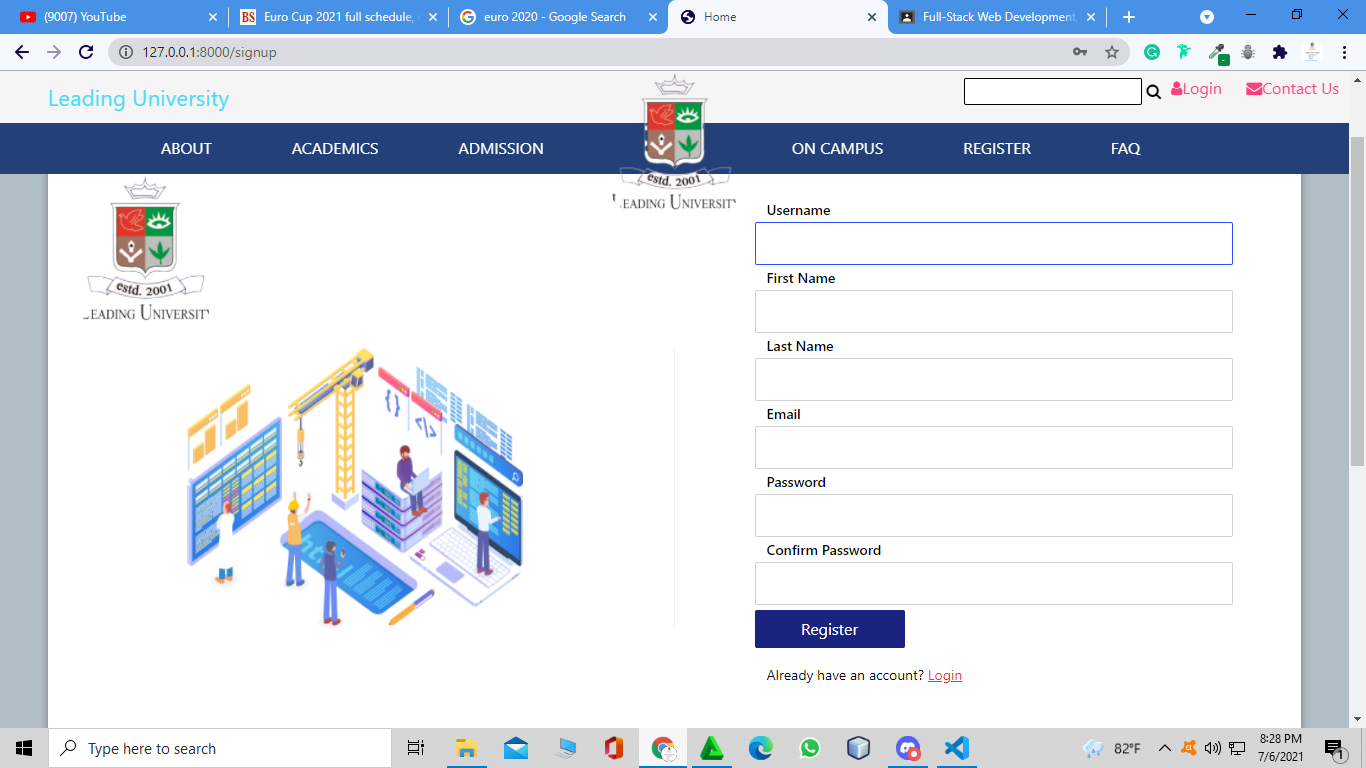 (9007) YouTube
Euro Cup 2021 full schedule,
euro 2020 - Google Search
Home
Full-Stack Web Development
127.0.0.1:8000/signup
Leading University
Login
Contact Us
ABOUT
ACADEMICS
ADMISSION
ON CAMPUS
REGISTER
FAQ
estd. 2001
LEADING UNIVERSITY
estd. 2001
LEADING UNIVERSITY
Username
First Name
Last Name
Email
Password
Confirm Password
Register
Already have an account? Login
html
Type here to search
82°F
8:28 PM
7/6/2021
1